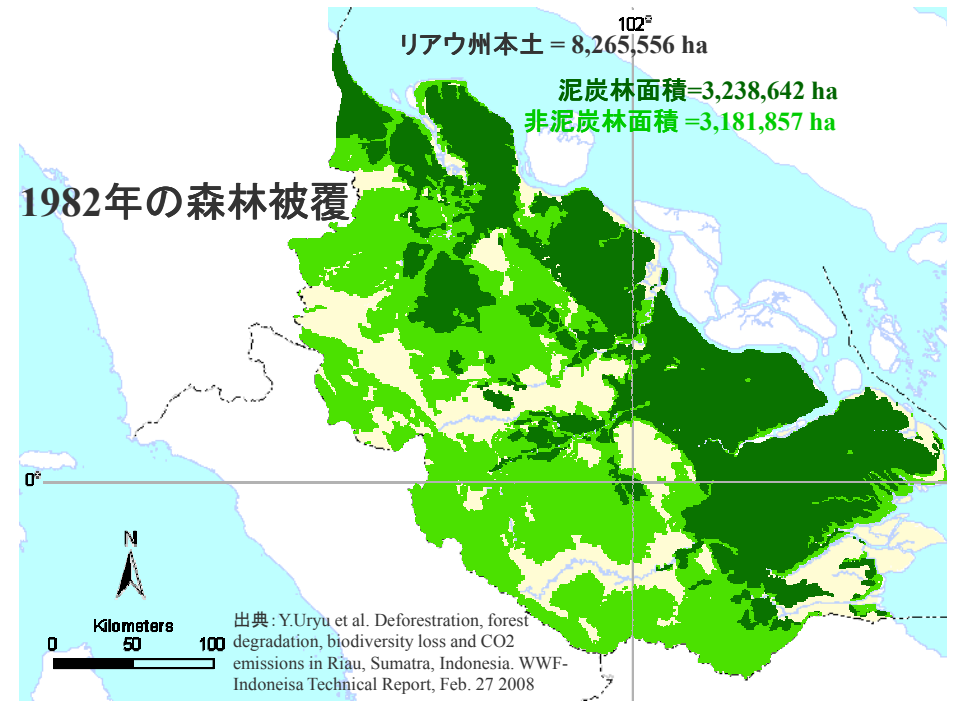 102°
リアウ州本土 = 8,265,556 ha
泥炭林面積=3,238,642 ha
非泥炭林面積 =3,181,857 ha
1982年の森林被覆
0°
N
Kilometers
0 50 100
出典：Y.Uryu et al. Deforestration, forest
degradation, biodiversity loss and CO2
emissions in Riau, Sumatra, Indonesia. WWF-
Indoneisa Technical Report, Feb. 27 2008